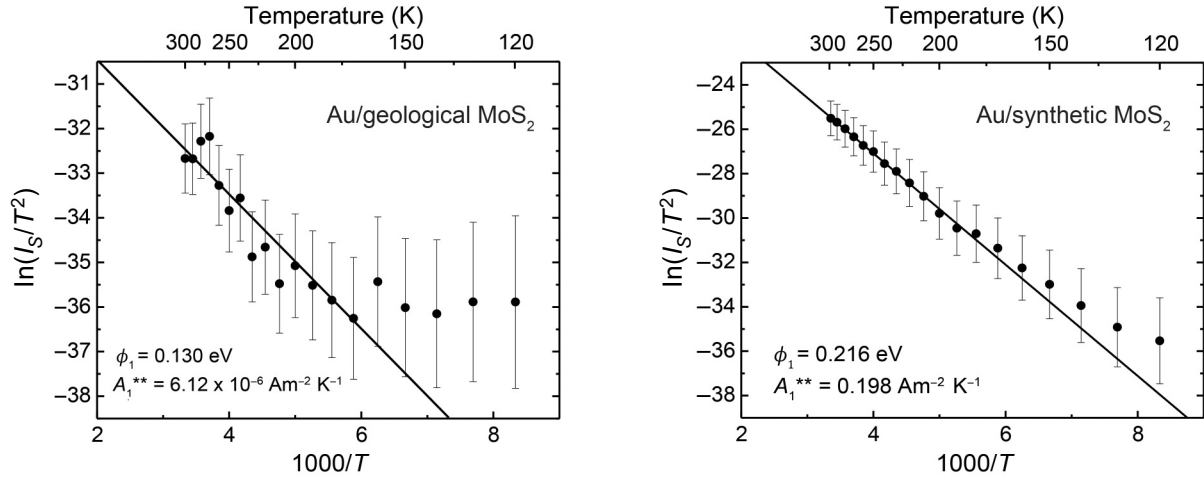 Temperature (K)
300 250 200 150 120
–31
–32
–33
–34
–35
–36
–37
–38
ln(I_S/T²)
Au/geological MoS₂
ϕ₁ = 0.130 eV
A₁** = 6.12 x 10⁻⁶ Am⁻² K⁻¹
2 4 6 8
1000/T
Temperature (K)
300 250 200 150 120
–24
–26
–28
–30
–32
–34
–36
–38
ln(I_S/T²)
Au/synthetic MoS₂
ϕ₁ = 0.216 eV
A₁** = 0.198 Am⁻² K⁻¹
2 4 6 8
1000/T